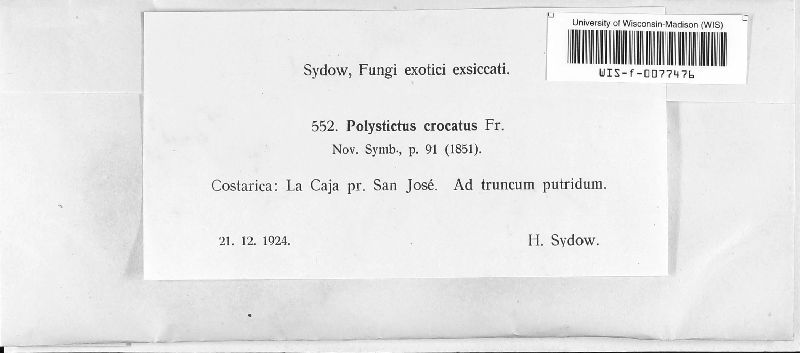 University of Wisconsin-Madison (WIS)
WIS-f-0077476
Sydow, Fungi exotici exsiccati.
552. Polystictus crocatus Fr.
Nov. Symb., p. 91 (1851).
Costarica: La Caja pr. San José. Ad truncum putridum.
21. 12. 1924. H. Sydow.